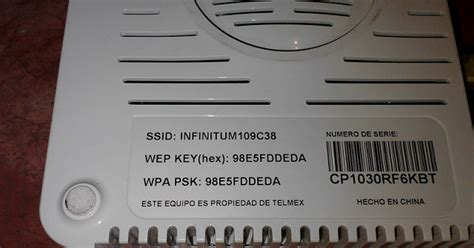 SSID: INFINITUM109C38
WEP KEY(hex): 98E5FDDEDA
WPA PSK: 98E5FDDEDA
ESTE EQUIPO ES PROPIEDAD DE TELMEX
NUMERO DE SERIE:
CP1030RF6KBT
HECHO EN CHINA